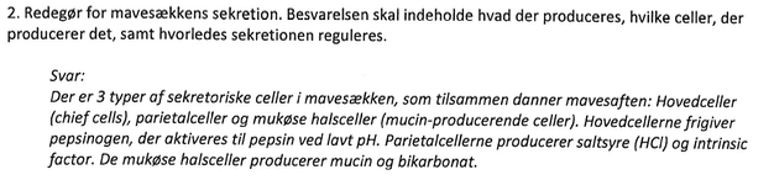 2. Redegør for mavesækkens sekretion. Besvarelsen skal indeholde hvad der produceres, hvilke celler, der
producerer det, samt hvorledes sekretionen reguleres.
Svar:
Der er 3 typer af sekretoriske celler i mavesækken, som tilsammen danner mavesaften: Hovedceller
(chief cells), parietalceller og mukøse halsceller (mucin-producerende celler). Hovedcellerne frigiver
pepsinogen, der aktiveres til pepsin ved lavt pH. Parietalcellerne producerer saltsyre (HCl) og intrinsic
factor. De mukøse halsceller producerer mucin og bikarbonat.